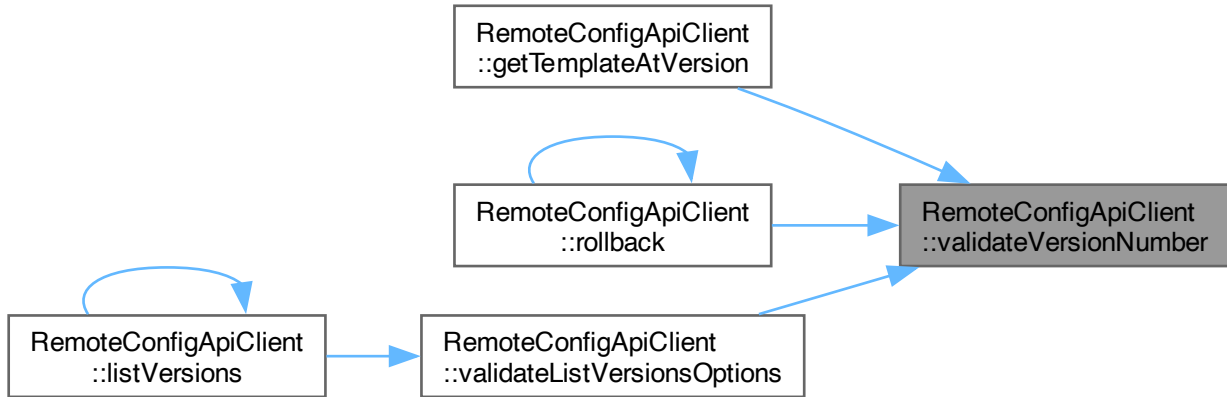 RemoteConfigApiClient
::getTemplateAtVersion
RemoteConfigApiClient
::rollback
RemoteConfigApiClient
::validateVersionNumber
RemoteConfigApiClient
::listVersions
RemoteConfigApiClient
::validateListVersionsOptions